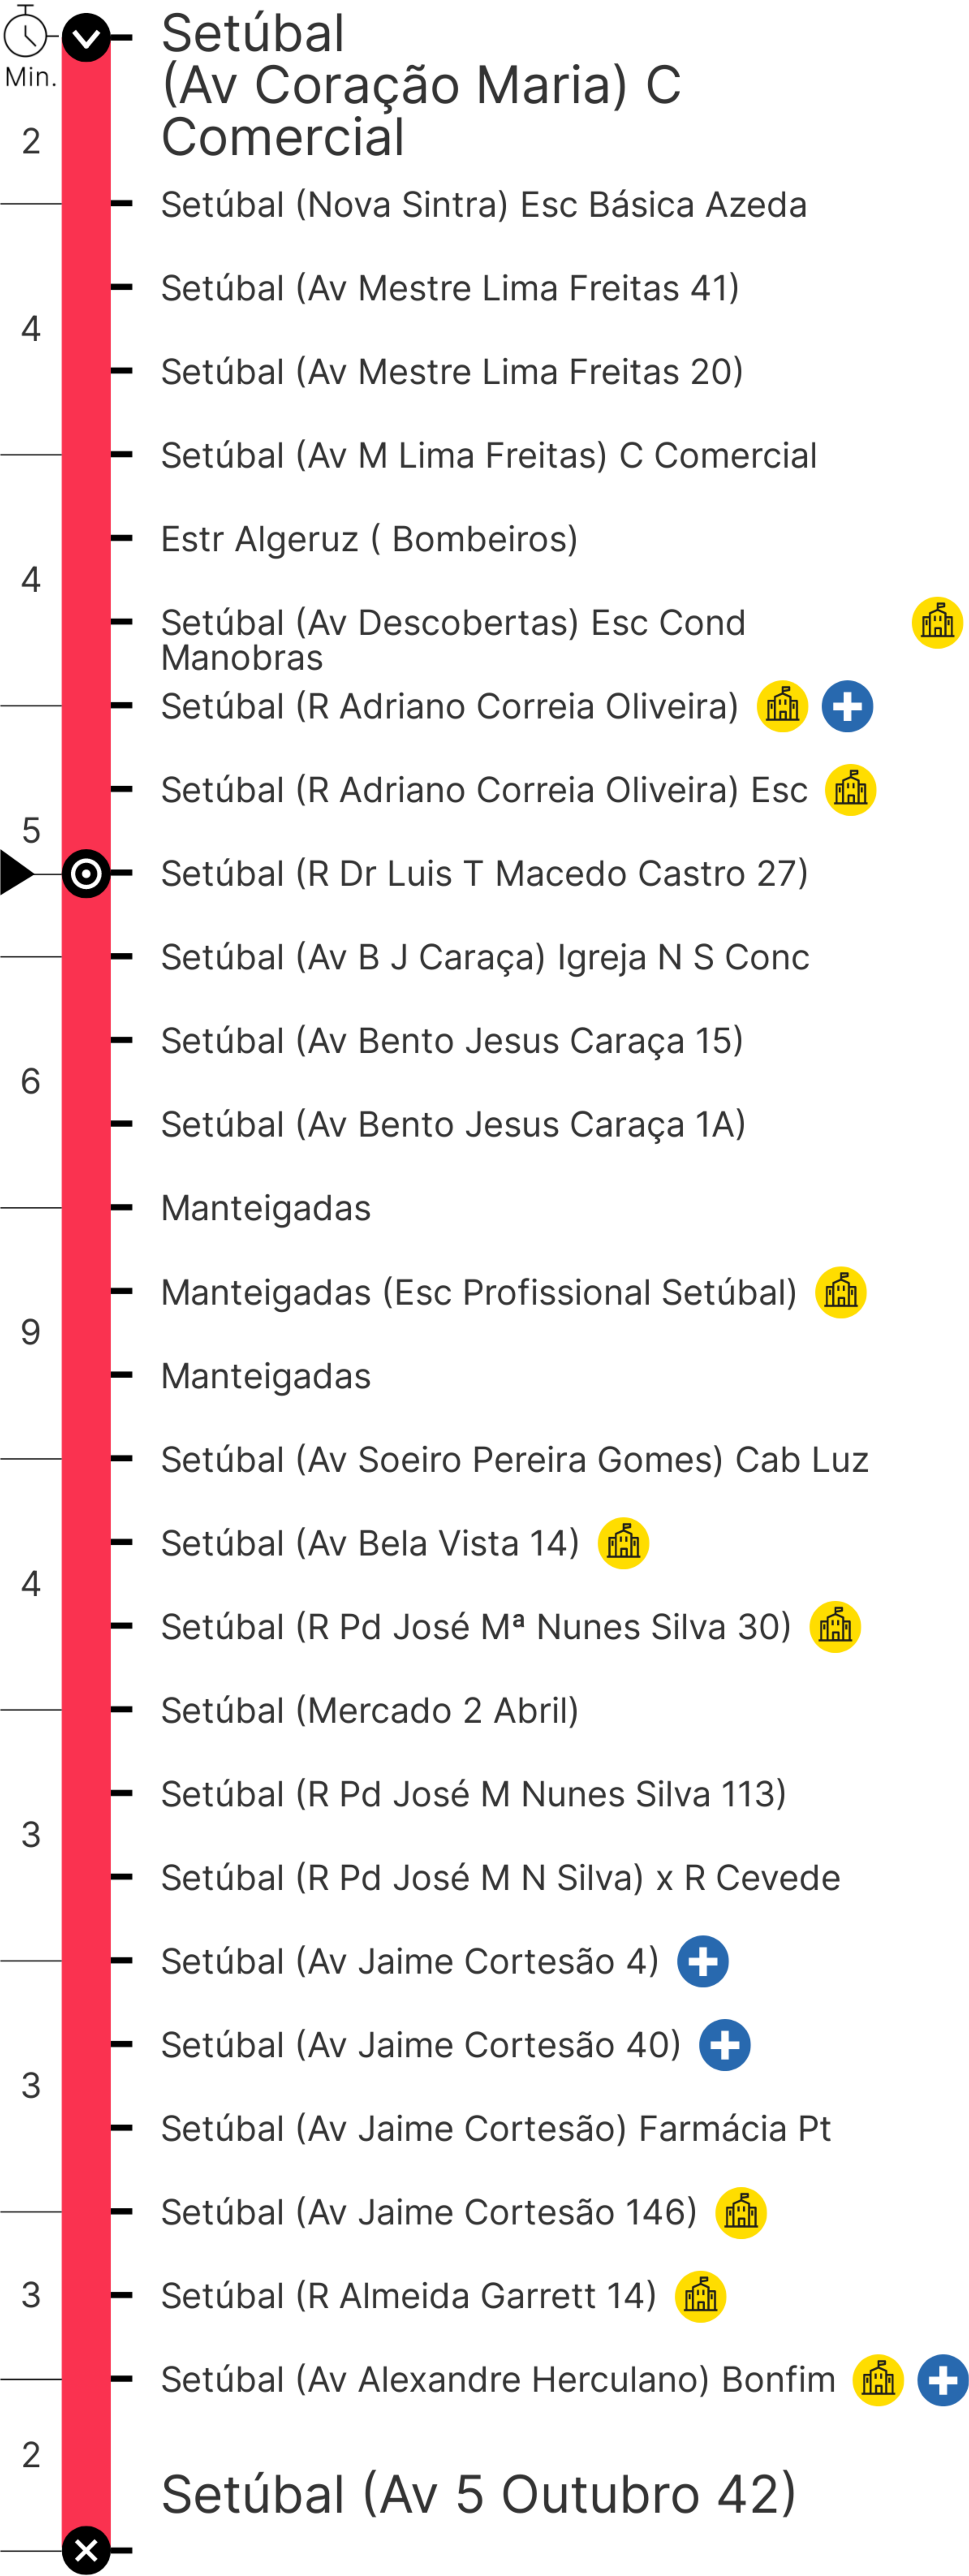 Min.
Setúbal
(Av Coração Maria) C
Comercial
2
Setúbal (Nova Sintra) Esc Básica Azeda
Setúbal (Av Mestre Lima Freitas 41)
4
Setúbal (Av Mestre Lima Freitas 20)
Setúbal (Av M Lima Freitas) C Comercial
Estr Algeruz ( Bombeiros)
4
Setúbal (Av Descobertas) Esc Cond
Manobras
Setúbal (R Adriano Correia Oliveira)
Setúbal (R Adriano Correia Oliveira) Esc
5
Setúbal (R Dr Luis T Macedo Castro 27)
Setúbal (Av B J Caraça) Igreja N S Conc
Setúbal (Av Bento Jesus Caraça 15)
6
Setúbal (Av Bento Jesus Caraça 1A)
Manteigadas
Manteigadas (Esc Profissional Setúbal)
9
Manteigadas
Setúbal (Av Soeiro Pereira Gomes) Cab Luz
Setúbal (Av Bela Vista 14)
4
Setúbal (R Pd José Mª Nunes Silva 30)
Setúbal (Mercado 2 Abril)
Setúbal (R Pd José M Nunes Silva 113)
3
Setúbal (R Pd José M N Silva) x R Cevede
Setúbal (Av Jaime Cortesão 4)
Setúbal (Av Jaime Cortesão 40)
3
Setúbal (Av Jaime Cortesão) Farmácia Pt
Setúbal (Av Jaime Cortesão 146)
3
Setúbal (R Almeida Garrett 14)
Setúbal (Av Alexandre Herculano) Bonfim
2
Setúbal (Av 5 Outubro 42)